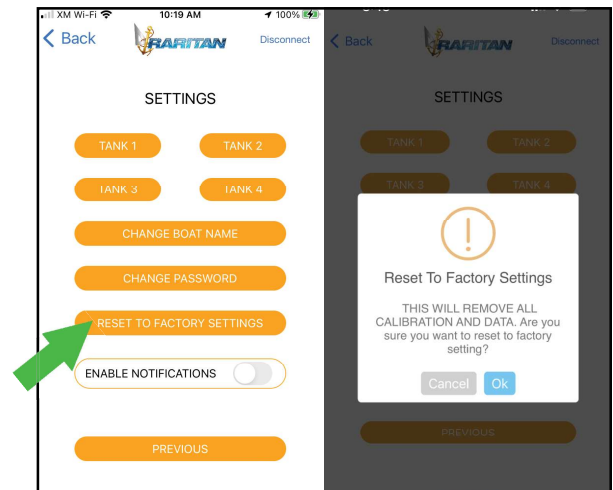 XM Wi-Fi 10:19 AM 100%
Back RARITAN Disconnect
SETTINGS
TANK 1 TANK 2
TANK 3 TANK 4
CHANGE BOAT NAME
CHANGE PASSWORD
RESET TO FACTORY SETTINGS
ENABLE NOTIFICATIONS
PREVIOUS
Back RARITAN Disconnect
SETTINGS
TANK 1 TANK 2
TANK 3 TANK 4
Reset To Factory Settings
THIS WILL REMOVE ALL
CALIBRATION AND DATA. Are you
sure you want to reset to factory
setting?
Cancel Ok
PREVIOUS